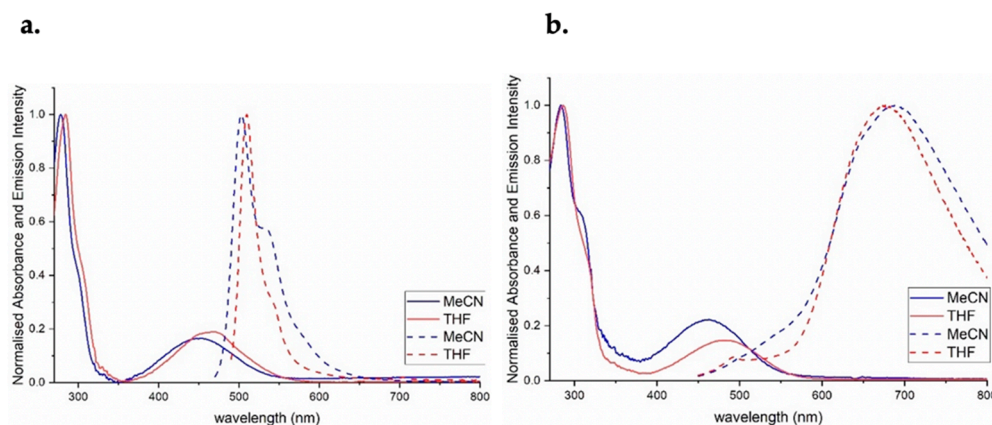 a.
b.
Normalised Absorbance and Emission Intensity
1.0
0.8
0.6
0.4
0.2
0.0
MeCN
THF
MeCN
THF
300
400
500
600
700
800
wavelength (nm)
Normalised Absorbance and Emission Intensity
1.0
0.8
0.6
0.4
0.2
0.0
MeCN
THF
MeCN
THF
300
400
500
600
700
800
wavelength (nm)